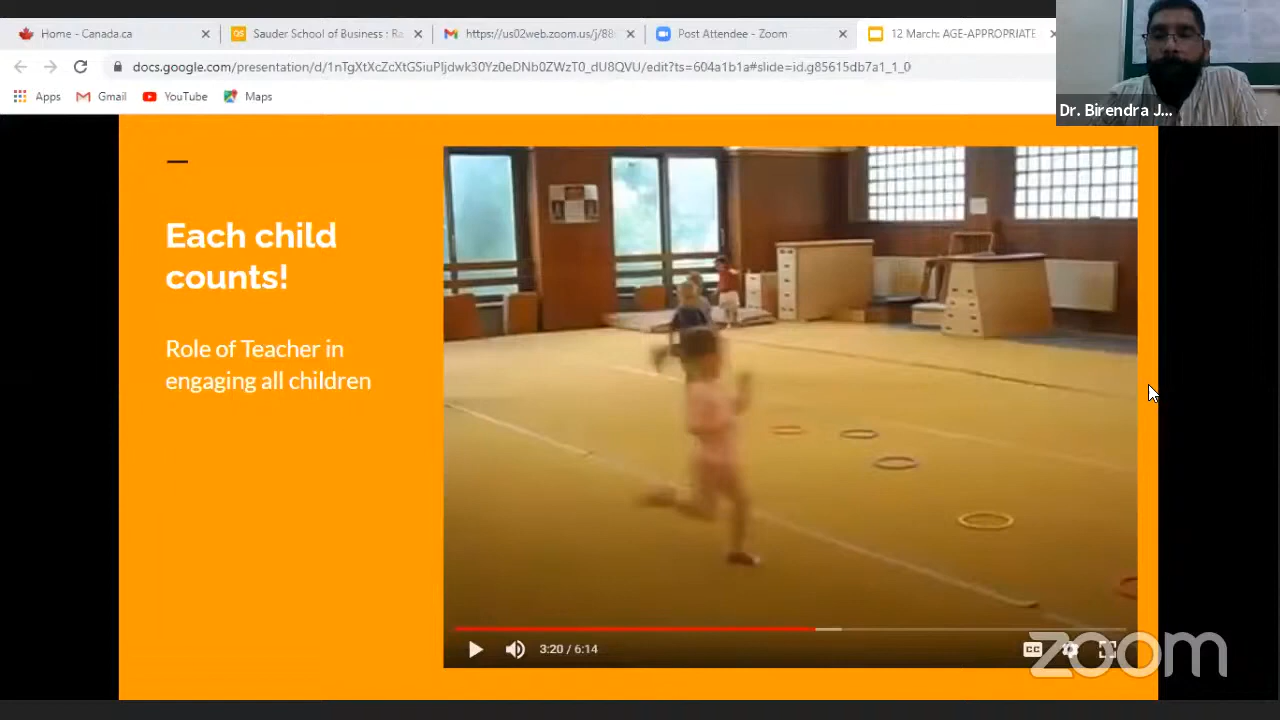 Home - Canada.ca
Sauder School of Business : Ra
https://us02web.zoom.us/j/88
Post Attendee - Zoom
12 March: AGE-APPROPRIATE
docs.google.com/presentation/d/1nTgXtXcZcXtGSiuPljdwk30Yz0eDNb0ZWzT0_dU8QVU/edit?ts=604a1b1a#slide=id.g85615db7a1_1_0
Apps
Gmail
YouTube
Maps
Dr. Birendra J...
Each child
counts!
Role of Teacher in
engaging all children
3:20 / 6:14
CC
zoom